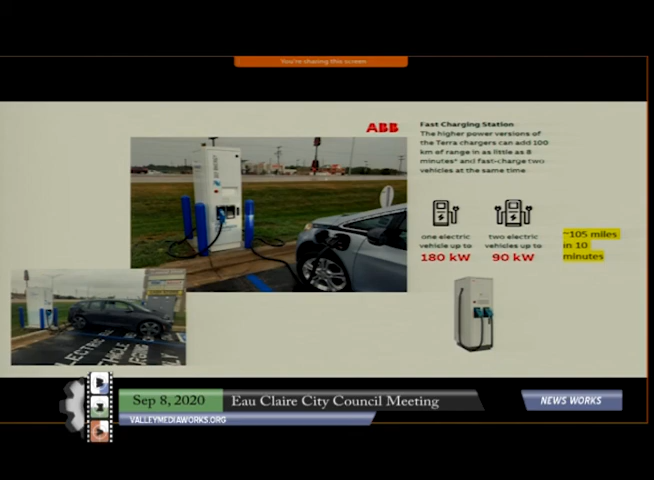 You're sharing this screen
ABB
Fast Charging Station
The higher power versions of
the Terra chargers can add 100
km of range in as little as 8
minutes* and fast-charge two
vehicles at the same time
one electric
vehicle up to
180 kW
two electric
vehicles up to
90 kW
~105 miles
in 10
minutes
ELECTRIC
VEHICLE
ONLY
Sep 8, 2020
Eau Claire City Council Meeting
NEWS WORKS
VALLEYMEDIAWORKS.ORG